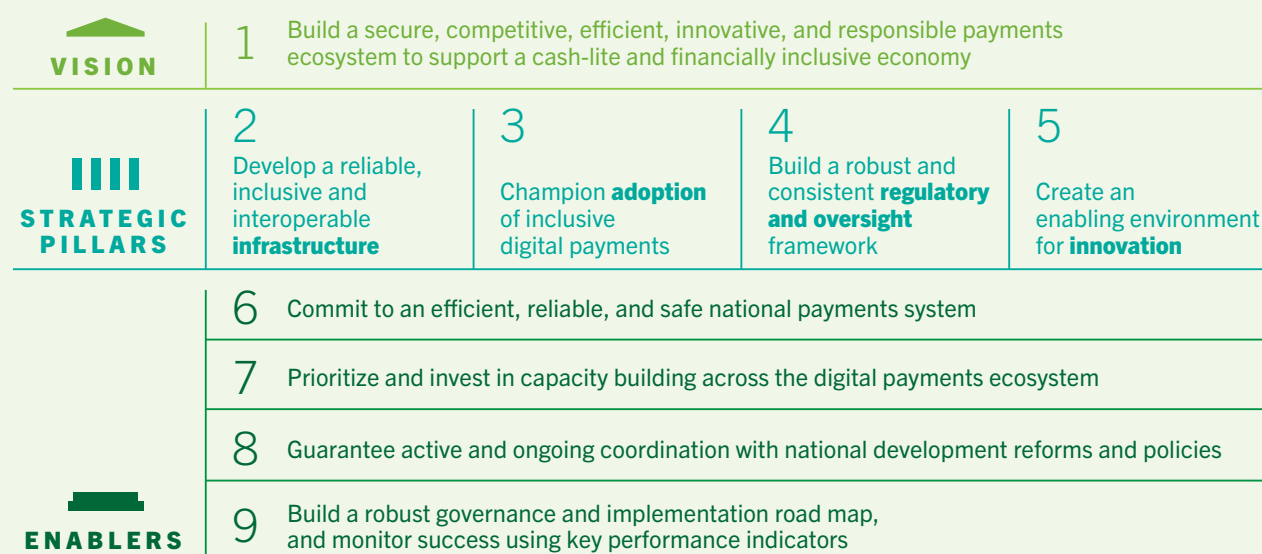 VISION
1
Build a secure, competitive, efficient, innovative, and responsible payments
ecosystem to support a cash-lite and financially inclusive economy
STRATEGIC
PILLARS
2
Develop a reliable,
inclusive and
interoperable
infrastructure
3
Champion adoption
of inclusive
digital payments
4
Build a robust and
consistent regulatory
and oversight
framework
5
Create an
enabling environment
for innovation
ENABLERS
6
Commit to an efficient, reliable, and safe national payments system
7
Prioritize and invest in capacity building across the digital payments ecosystem
8
Guarantee active and ongoing coordination with national development reforms and policies
9
Build a robust governance and implementation road map,
and monitor success using key performance indicators